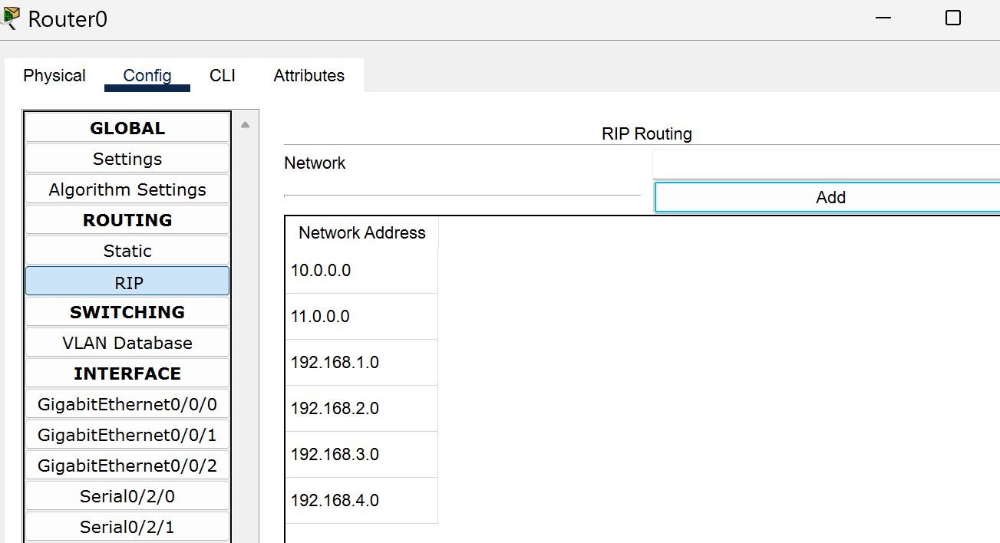 Router0
Physical Config CLI Attributes
GLOBAL
Settings
Algorithm Settings
ROUTING
Static
RIP
SWITCHING
VLAN Database
INTERFACE
GigabitEthernet0/0/0
GigabitEthernet0/0/1
GigabitEthernet0/0/2
Serial0/2/0
Serial0/2/1
RIP Routing
Network
Add
Network Address
10.0.0.0
11.0.0.0
192.168.1.0
192.168.2.0
192.168.3.0
192.168.4.0